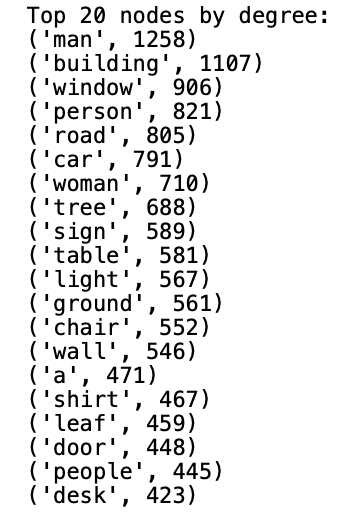 Top 20 nodes by degree:
('man', 1258)
('building', 1107)
('window', 906)
('person', 821)
('road', 805)
('car', 791)
('woman', 710)
('tree', 688)
('sign', 589)
('table', 581)
('light', 567)
('ground', 561)
('chair', 552)
('wall', 546)
('a', 471)
('shirt', 467)
('leaf', 459)
('door', 448)
('people', 445)
('desk', 423)